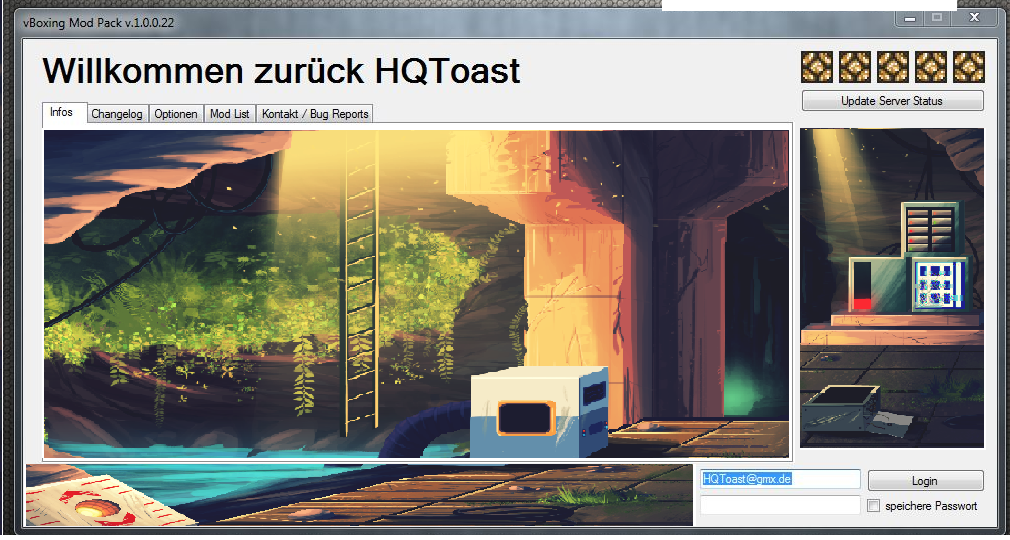 vBoxing Mod Pack v.1.0.0.22
Willkommen zurück HQToast
Infos Changelog Optionen Mod List Kontakt / Bug Reports
Update Server Status
HQToast@gmx.de
Login
speichere Passwort